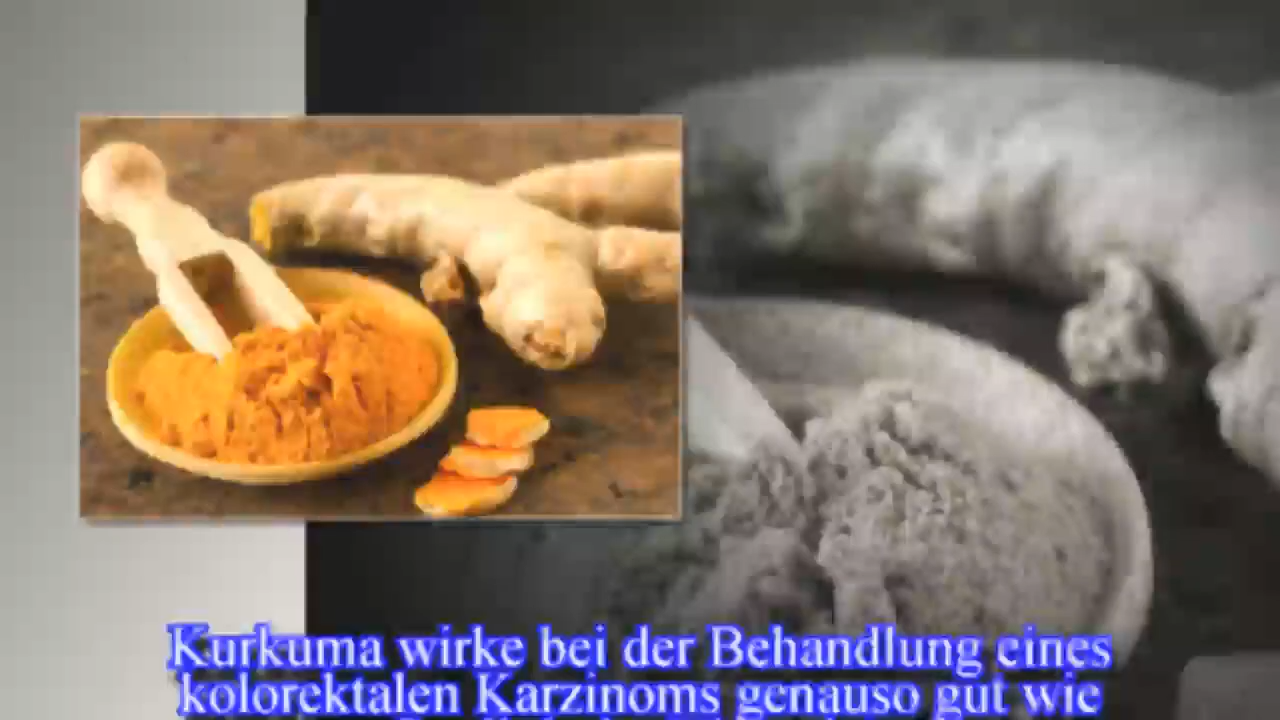 Kurkuma wirke bei der Behandlung eines
kolorektalen Karzinoms genauso gut wie